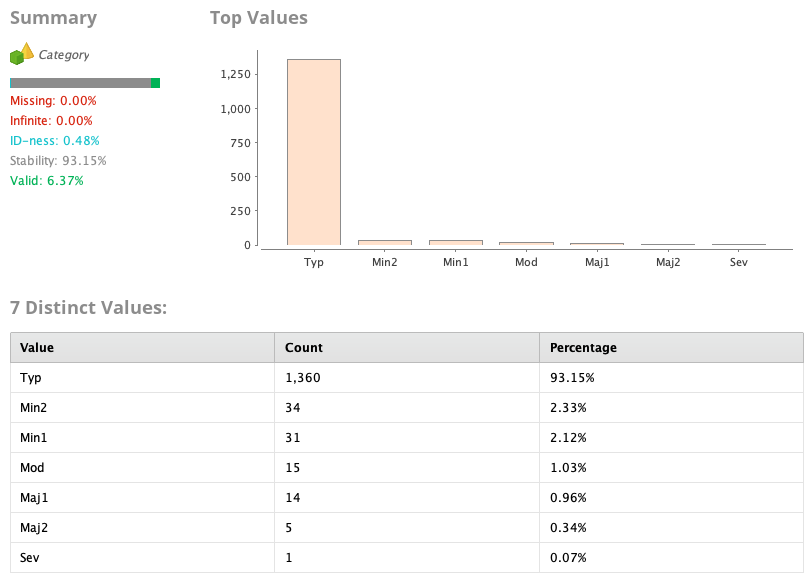 Summary
Category
Missing: 0.00%
Infinite: 0.00%
ID-ness: 0.48%
Stability: 93.15%
Valid: 6.37%
Top Values
1,250
1,000
750
500
250
0
Typ Min2 Min1 Mod Maj1 Maj2 Sev
7 Distinct Values:
Value Count Percentage
Typ 1,360 93.15%
Min2 34 2.33%
Min1 31 2.12%
Mod 15 1.03%
Maj1 14 0.96%
Maj2 5 0.34%
Sev 1 0.07%